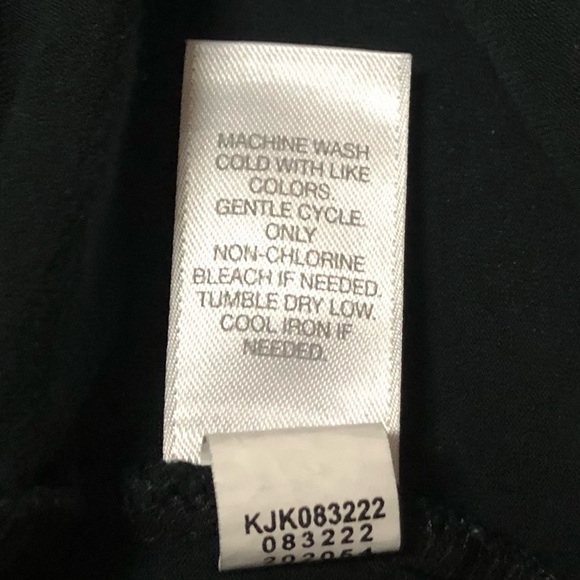 MACHINE WASH
COLD WITH LIKE
COLORS.
GENTLE CYCLE.
ONLY
NON-CHLORINE
BLEACH IF NEEDED.
TUMBLE DRY LOW.
COOL IRON IF
NEEDED.
KJK083222
083222